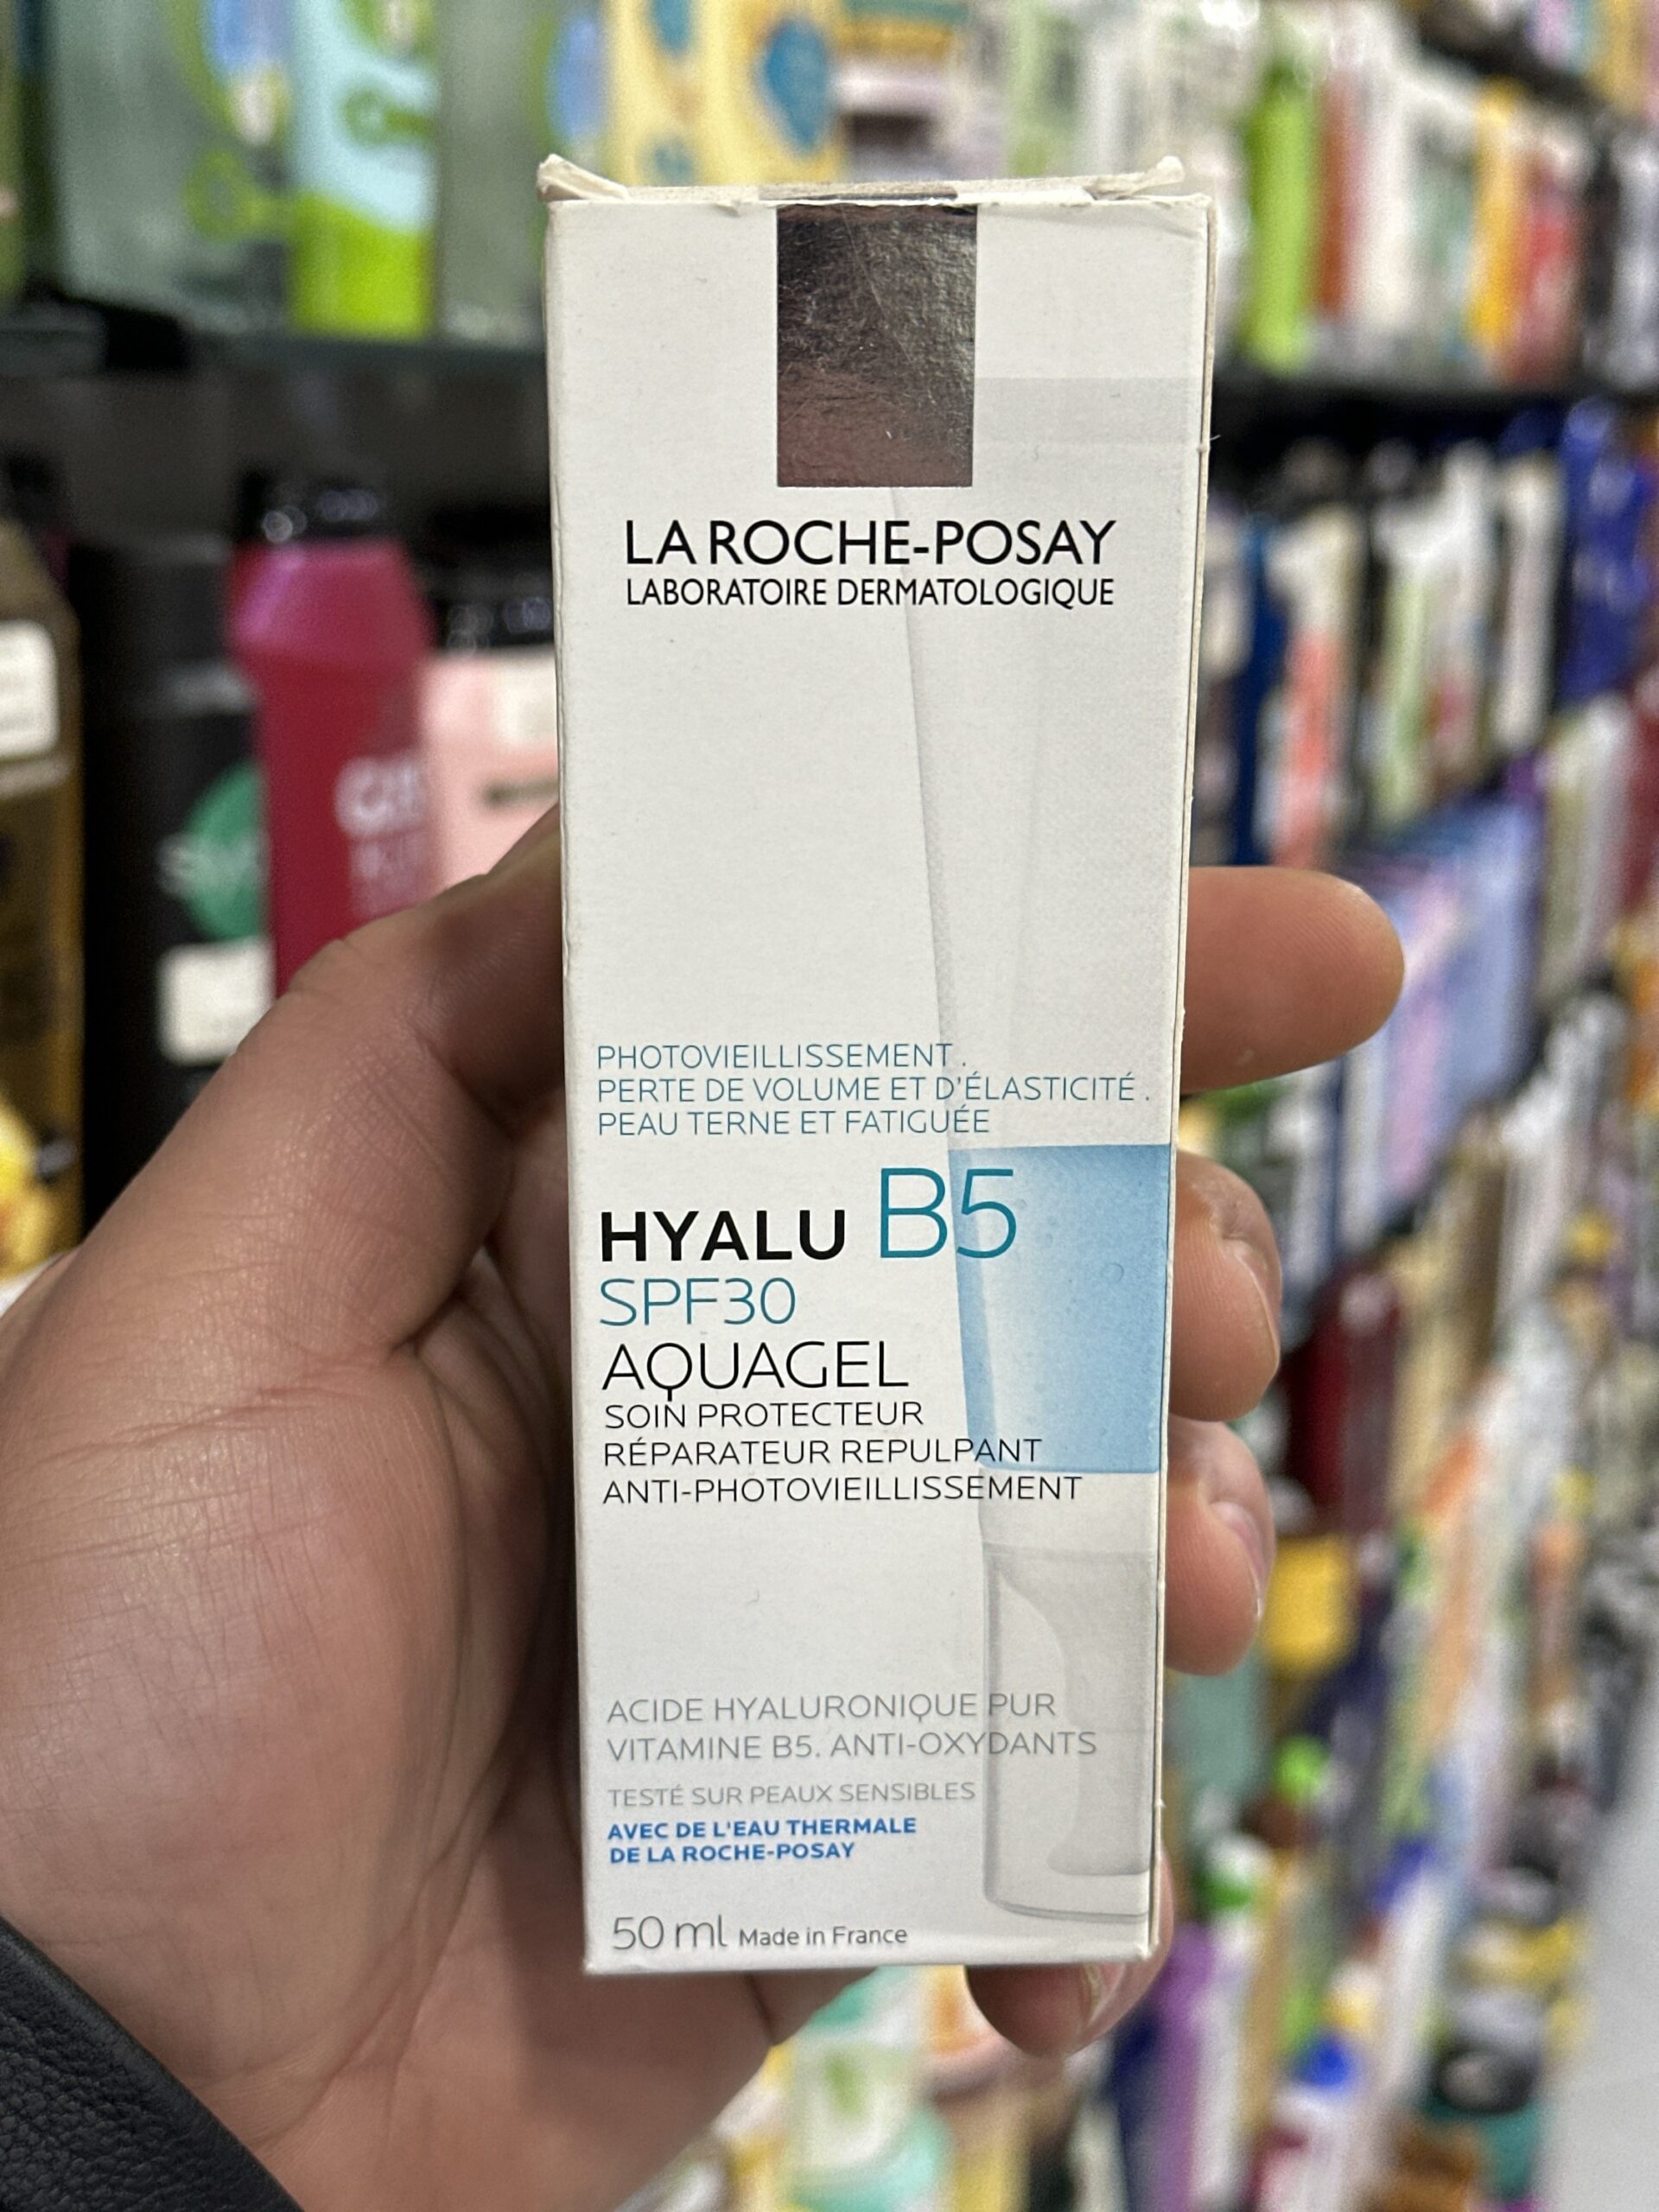 LA ROCHE-POSAY
LABORATOIRE DERMATOLOGIQUE
PHOTOVIEILLISSEMENT.
PERTE DE VOLUME ET D'ÉLASTICITÉ.
PEAU TERNE ET FATIGUÉE
HYALU B5
SPF30
AQUAGEL
SOIN PROTECTEUR
RÉPARATEUR REPULPANT
ANTI-PHOTOVIEILLISSEMENT
ACIDE HYALURONIQUE PUR
VITAMINE B5. ANTI-OXYDANTS
TESTÉ SUR PEAUX SENSIBLES
AVEC DE L'EAU THERMALE
DE LA ROCHE-POSAY
50 ml Made in France